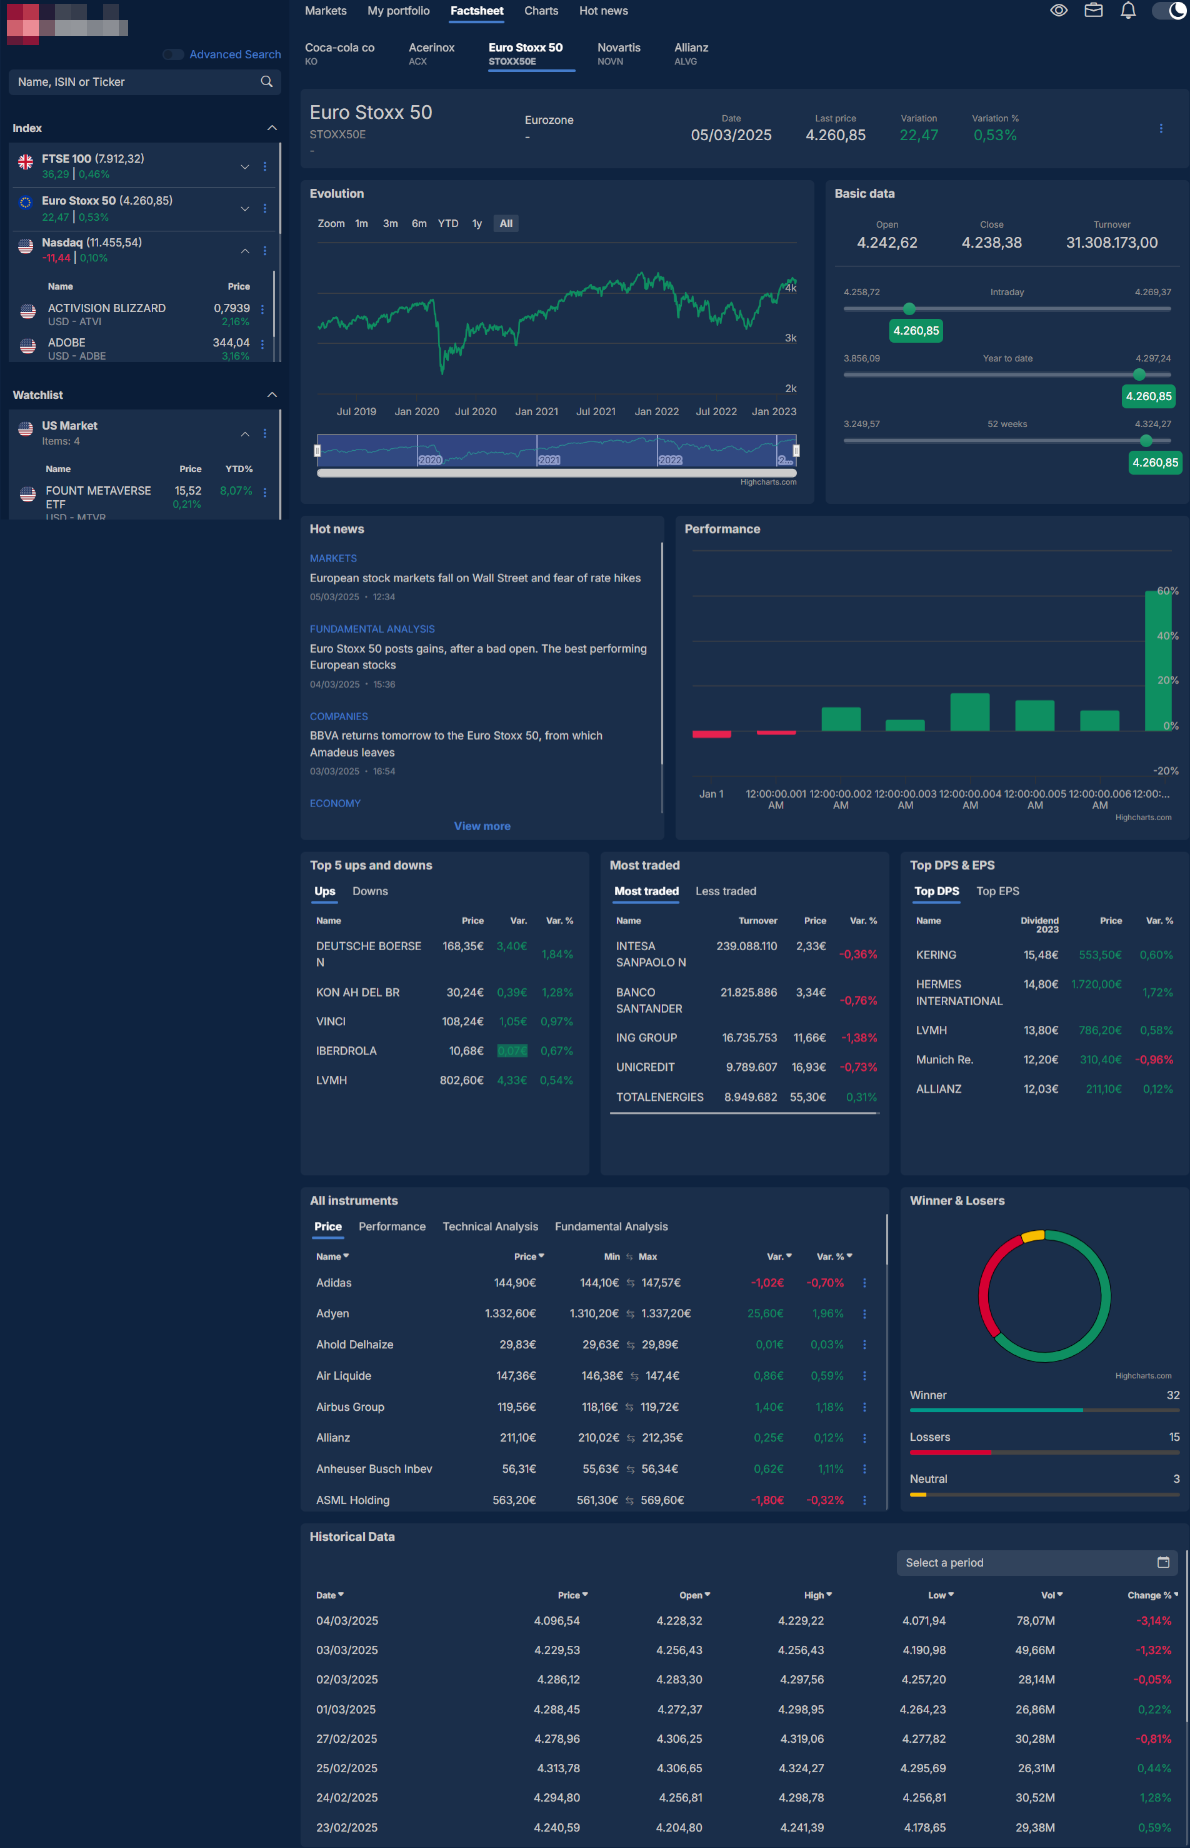 Markets My portfolio Factsheet Charts Hot news
Advanced Search
Name, ISIN or Ticker
Index
FTSE 100 (7.912,32)
36,29 | 0,46%
Euro Stoxx 50 (4.260,85)
22,47 | 0,53%
Nasdaq (11.455,54)
-11,44 | 0,10%
Name Price
ACTIVISION BLIZZARD 0,7939
USD - ATVI 2,16%
ADOBE 344,04
USD - ADBE 3,16%
Watchlist
US Market
Items: 4
Name Price YTD%
FOUNT METAVERSE 15,52 8,07%
ETF 0,21%
USD - MTVR
Coca-cola co Acerinox Euro Stoxx 50 Novartis Allianz
KO ACX STOXX50E NOVN ALVG
Euro Stoxx 50
STOXX50E
-
Eurozone
-
Date Last price Variation Variation %
05/03/2025 4.260,85 22,47 0,53%
Evolution
Zoom 1m 3m 6m YTD 1y All
4k
3k
2k
Jul 2019 Jan 2020 Jul 2020 Jan 2021 Jul 2021 Jan 2022 Jul 2022 Jan 2023
2020 2021 2022 2...
Highcharts.com
Basic data
Open Close Turnover
4.242,62 4.238,38 31.308.173,00
4.258,72 Intraday 4.269,37
4.260,85
3.856,09 Year to date 4.297,24
4.260,85
3.249,57 52 weeks 4.324,27
4.260,85
Hot news
MARKETS
European stock markets fall on Wall Street and fear of rate hikes
05/03/2025 • 12:34
FUNDAMENTAL ANALYSIS
Euro Stoxx 50 posts gains, after a bad open. The best performing
European stocks
04/03/2025 • 15:36
COMPANIES
BBVA returns tomorrow to the Euro Stoxx 50, from which
Amadeus leaves
03/03/2025 • 16:54
ECONOMY
View more
Performance
60%
40%
20%
0%
-20%
Jan 1 12:00:00.001 12:00:00.002 12:00:00.003 12:00:00.004 12:00:00.005 12:00:00.006 12:00:...
AM AM AM AM AM AM
Highcharts.com
Top 5 ups and downs
Ups Downs
Name Price Var. Var. %
DEUTSCHE BOERSE 168,35€ 3,40€ 1,84%
N
KON AH DEL BR 30,24€ 0,39€ 1,28%
VINCI 108,24€ 1,05€ 0,97%
IBERDROLA 10,68€ 0,07€ 0,67%
LVMH 802,60€ 4,33€ 0,54%
Most traded
Most traded Less traded
Name Turnover Price Var. %
INTESA 239.088.110 2,33€ -0,36%
SANPAOLO N
BANCO 21.825.886 3,34€ -0,76%
SANTANDER
ING GROUP 16.735.753 11,66€ -1,38%
UNICREDIT 9.789.607 16,93€ -0,73%
TOTALENERGIES 8.949.682 55,30€ 0,31%
Top DPS & EPS
Top DPS Top EPS
Name Dividend Price Var. %
2023
KERING 15,48€ 553,50€ 0,60%
HERMES 14,80€ 1.720,00€ 1,72%
INTERNATIONAL
LVMH 13,80€ 786,20€ 0,58%
Munich Re. 12,20€ 310,40€ -0,96%
ALLIANZ 12,03€ 211,10€ 0,12%
All instruments
Price Performance Technical Analysis Fundamental Analysis
Name Price Min ⇆ Max Var. Var. %
Adidas 144,90€ 144,10€ ⇆ 147,57€ -1,02€ -0,70%
Adyen 1.332,60€ 1.310,20€ ⇆ 1.337,20€ 25,60€ 1,96%
Ahold Delhaize 29,83€ 29,63€ ⇆ 29,89€ 0,01€ 0,03%
Air Liquide 147,36€ 146,38€ ⇆ 147,4€ 0,86€ 0,59%
Airbus Group 119,56€ 118,16€ ⇆ 119,72€ 1,40€ 1,18%
Allianz 211,10€ 210,02€ ⇆ 212,35€ 0,25€ 0,12%
Anheuser Busch Inbev 56,31€ 55,63€ ⇆ 56,34€ 0,62€ 1,11%
ASML Holding 563,20€ 561,30€ ⇆ 569,60€ -1,80€ -0,32%
Winner & Losers
Highcharts.com
Winner 32
Lossers 15
Neutral 3
Historical Data
Select a period
Date Price Open High Low Vol Change %
04/03/2025 4.096,54 4.228,32 4.229,22 4.071,94 78,07M -3,14%
03/03/2025 4.229,53 4.256,43 4.256,43 4.190,98 49,66M -1,32%
02/03/2025 4.286,12 4.283,30 4.297,56 4.257,20 28,14M -0,05%
01/03/2025 4.288,45 4.272,37 4.298,95 4.264,23 26,86M 0,22%
27/02/2025 4.278,96 4.306,25 4.319,06 4.277,82 30,28M -0,81%
25/02/2025 4.313,78 4.306,65 4.324,27 4.295,69 26,31M 0,44%
24/02/2025 4.294,80 4.256,81 4.298,78 4.256,81 30,52M 1,28%
23/02/2025 4.240,59 4.204,80 4.241,39 4.178,65 29,38M 0,59%